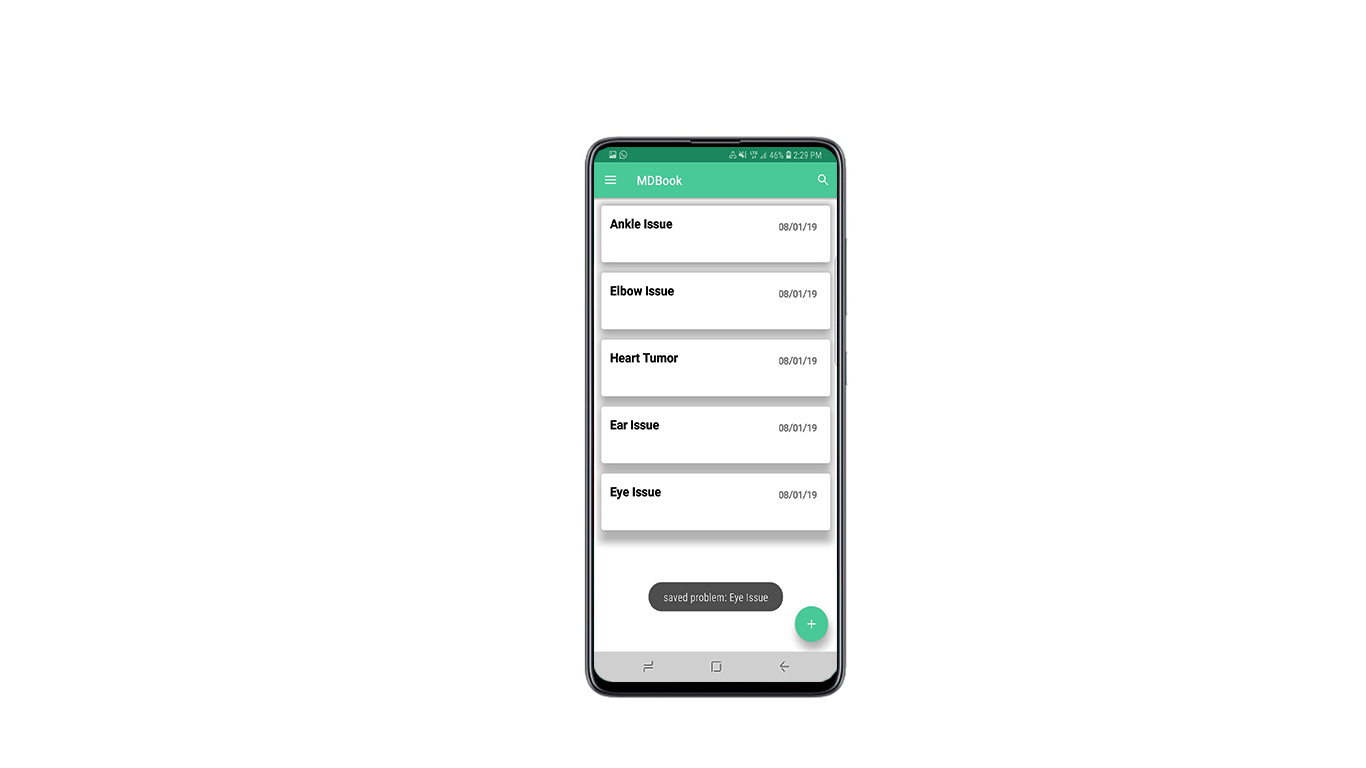 LTE 46% 2:29 PM
MDBook
Ankle Issue 08/01/19
Elbow Issue 08/01/19
Heart Tumor 08/01/19
Ear Issue 08/01/19
Eye Issue 08/01/19
saved problem: Eye Issue
+